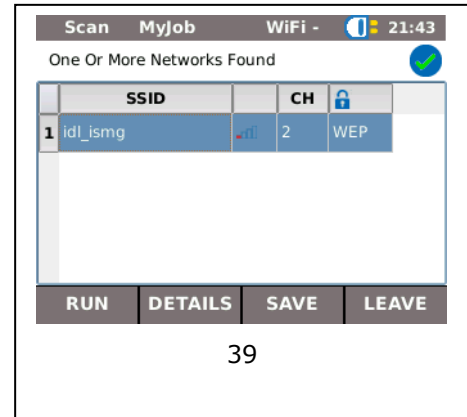 Scan MyJob WiFi - 21:43
One Or More Networks Found
SSID CH
1 idl_ismg 2 WEP
RUN DETAILS SAVE LEAVE
39